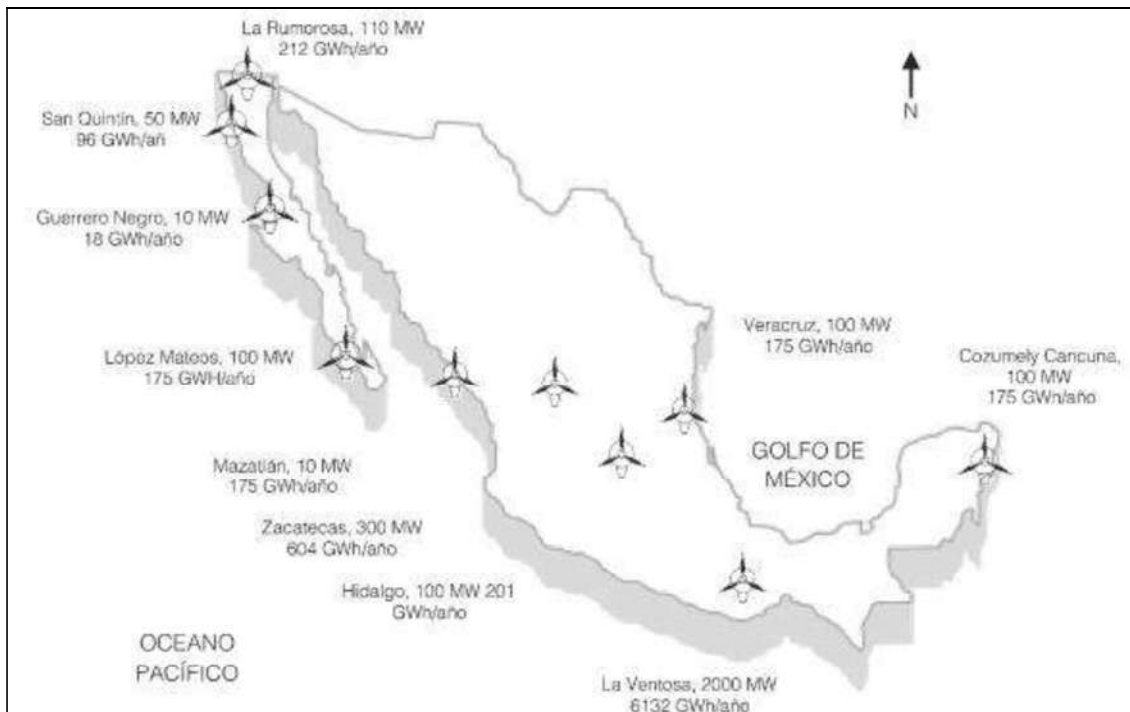 La Rumorosa, 110 MW
212 GWh/año
N
San Quintín, 50 MW
96 GWh/añ
Guerrero Negro, 10 MW
18 GWh/año
Veracruz, 100 MW
175 GWh/año
López Mateos, 100 MW
175 GWH/año
Cozumely Cancuna,
100 MW
175 GWh/año
GOLFO DE
MÉXICO
Mazatlán, 10 MW
175 GWh/año
Zacatecas, 300 MW
604 GWh/año
Hidalgo, 100 MW 201
GWh/año
OCEANO
PACÍFICO
La Ventosa, 2000 MW
6132 GWh/año